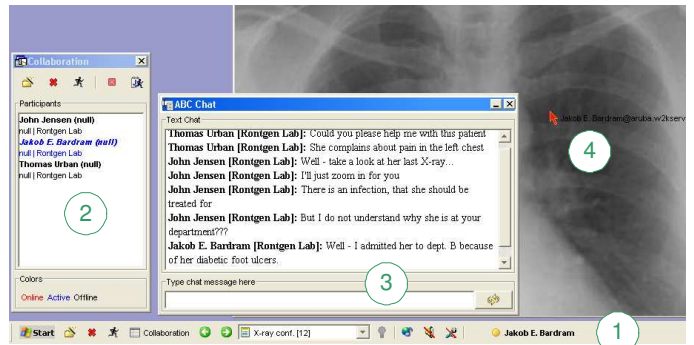 Collaboration
Participants
John Jensen (null)
null | Rontgen Lab
Jakob E. Bardram (null)
null | Rontgen Lab
Thomas Urban (null)
null | Rontgen Lab
2
Colors
Online Active Offline
ABC Chat
Text Chat
Thomas Urban [Rontgen Lab]: Could you please help me with this patient
Thomas Urban [Rontgen Lab]: She complains about pain in the left chest
John Jensen [Rontgen Lab]: Well - take a look at her last X-ray...
John Jensen [Rontgen Lab]: I'll just zoom in for you
John Jensen [Rontgen Lab]: There is an infection, that she should be
treated for
John Jensen [Rontgen Lab]: But I do not understand why she is at your
department???
Jakob E. Bardram [Rontgen Lab]: Well - I admitted her to dept. B because
of her diabetic foot ulcers.
Type chat message here
3
Jakob E. Bardram@aruba.w2kserv
4
Start Collaboration X-ray conf. [12] Jakob E. Bardram
1